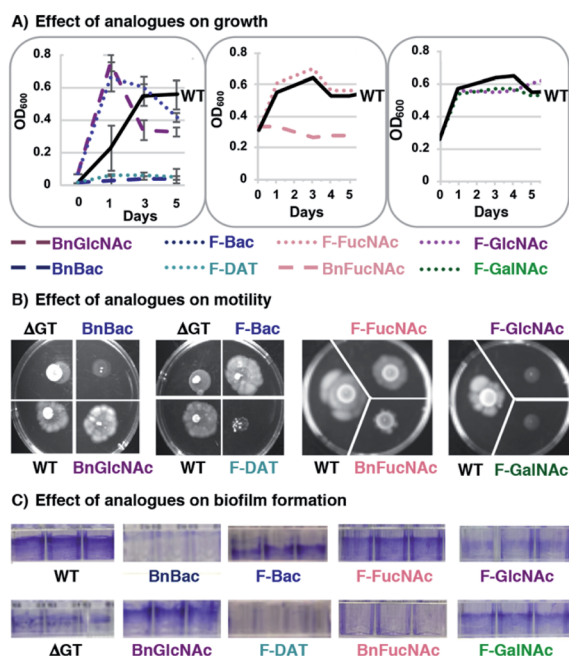 A) Effect of analogues on growth
0.8 0.8 0.8
0.6 0.6 0.6
0.4 0.4 0.4
0.2 0.2 0.2
0 0 0
OD600 OD600 OD600
WT WT WT
0 1 3 5 0 1 2 3 4 5 0 1 2 3 4 5
Days Days Days
BnGlcNAc F-Bac F-FucNAc F-GlcNAc
BnBac F-DAT BnFucNAc F-GalNAc
B) Effect of analogues on motility
ΔGT BnBac ΔGT F-Bac F-FucNAc F-GlcNAc
WT BnGlcNAc WT F-DAT WT BnFucNAc WT F-GalNAc
C) Effect of analogues on biofilm formation
WT BnBac F-Bac F-FucNAc F-GlcNAc
ΔGT BnGlcNAc F-DAT BnFucNAc F-GalNAc